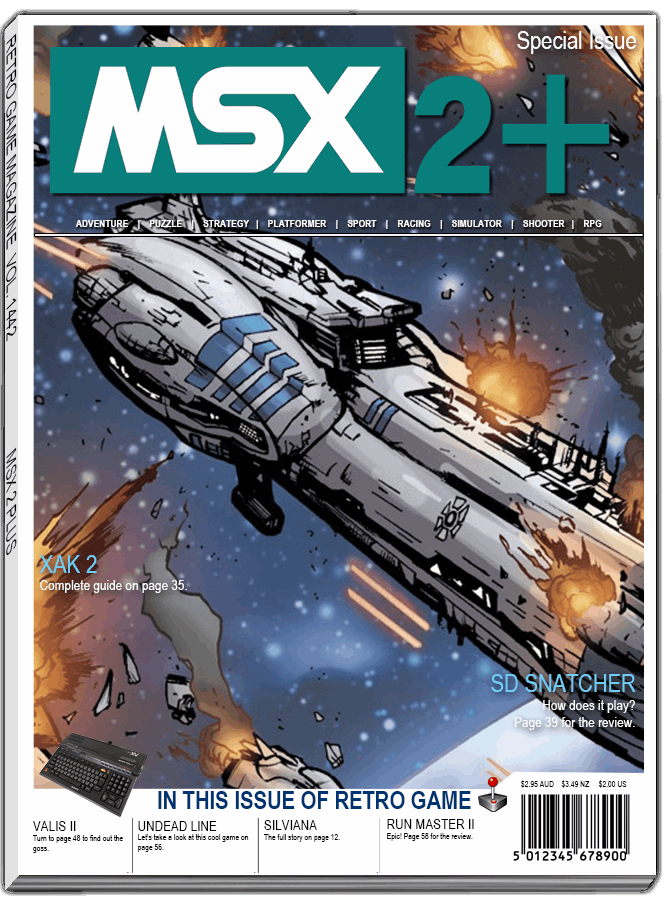 Special Issue
MSX 2+
ADVENTURE | PUZZLE | STRATEGY | PLATFORMER | SPORT | RACING | SIMULATOR | SHOOTER | RPG
RETRO GAME MAGAZINE VOL. 1442
MSX 2 PLUS
XAK 2
Complete guide on page 35.
SD SNATCHER
How does it play?
Page 39 for the review.
IN THIS ISSUE OF RETRO GAME
$2.95 AUD $3.49 NZ $2.00 US
VALIS II
Turn to page 48 to find out the
goss.
UNDEAD LINE
Let's take a look at this cool game on
page 56.
SILVIANA
The full story on page 12.
RUN MASTER II
Epic! Page 58 for the review.
5 012345 678900